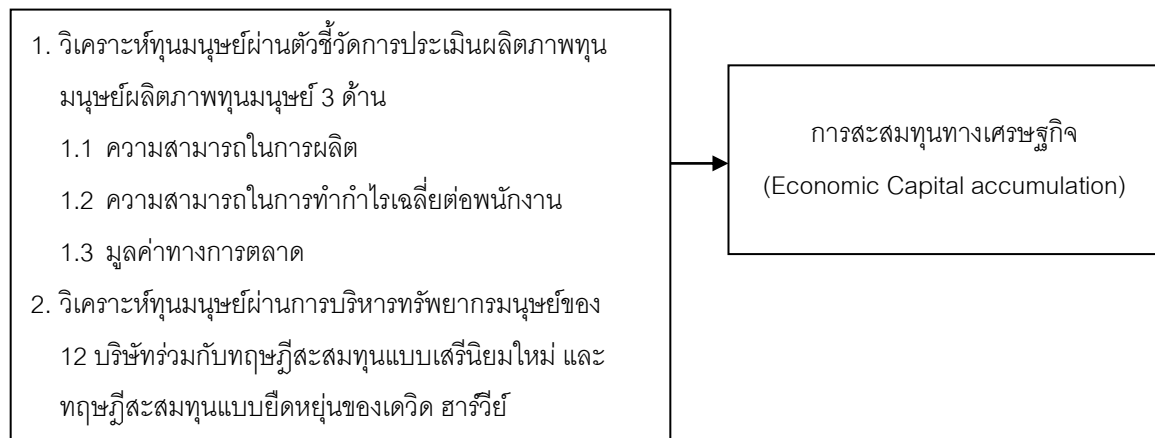 1. วิเคราะห์ทุนมนุษย์ผ่านตัวชี้วัดการประเมินผลิตภาพทุน
มนุษย์ผลิตภาพทุนมนุษย์ 3 ด้าน
1.1 ความสามารถในการผลิต
1.2 ความสามารถในการทำกำไรเฉลี่ยต่อพนักงาน
1.3 มูลค่าทางการตลาด
2. วิเคราะห์ทุนมนุษย์ผ่านการบริหารทรัพยากรมนุษย์ของ
12 บริษัทร่วมกับทฤษฎีสะสมทุนแบบเสรีนิยมใหม่ และ
ทฤษฎีสะสมทุนแบบยืดหยุ่นของเดวิด ฮาร์วีย์
การสะสมทุนทางเศรษฐกิจ
(Economic Capital accumulation)